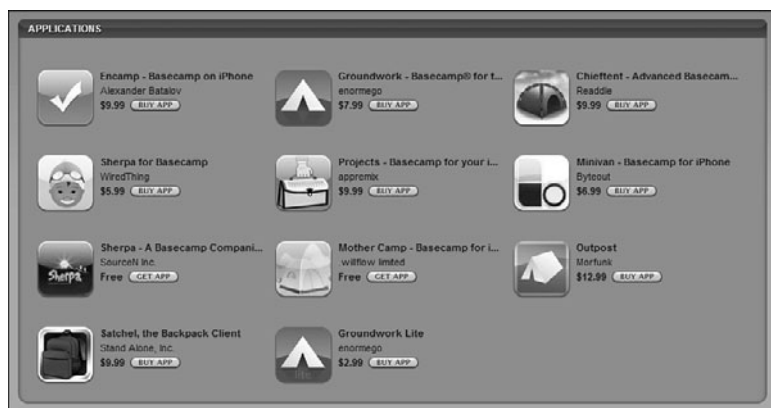 APPLICATIONS
Encamp - Basecamp on iPhone
Alexander Batalov
$9.99 BUY APP
Groundwork - Basecamp® for t...
enormego
$7.99 BUY APP
Chieftent - Advanced Basecam...
Readdle
$9.99 BUY APP
Sherpa for Basecamp
WiredThing
$5.99 BUY APP
Projects - Basecamp for your i...
appremix
$9.99 BUY APP
Minivan - Basecamp for iPhone
Byteout
$6.99 BUY APP
Sherpa
Sherpa - A Basecamp Compani...
SourceN Inc.
Free GET APP
Mother Camp - Basecamp for i...
.willflow limited
Free GET APP
Outpost
Morfunk
$12.99 BUY APP
Satchel, the Backpack Client
Stand Alone, Inc.
$9.99 BUY APP
Groundwork Lite
enormego
$2.99 BUY APP